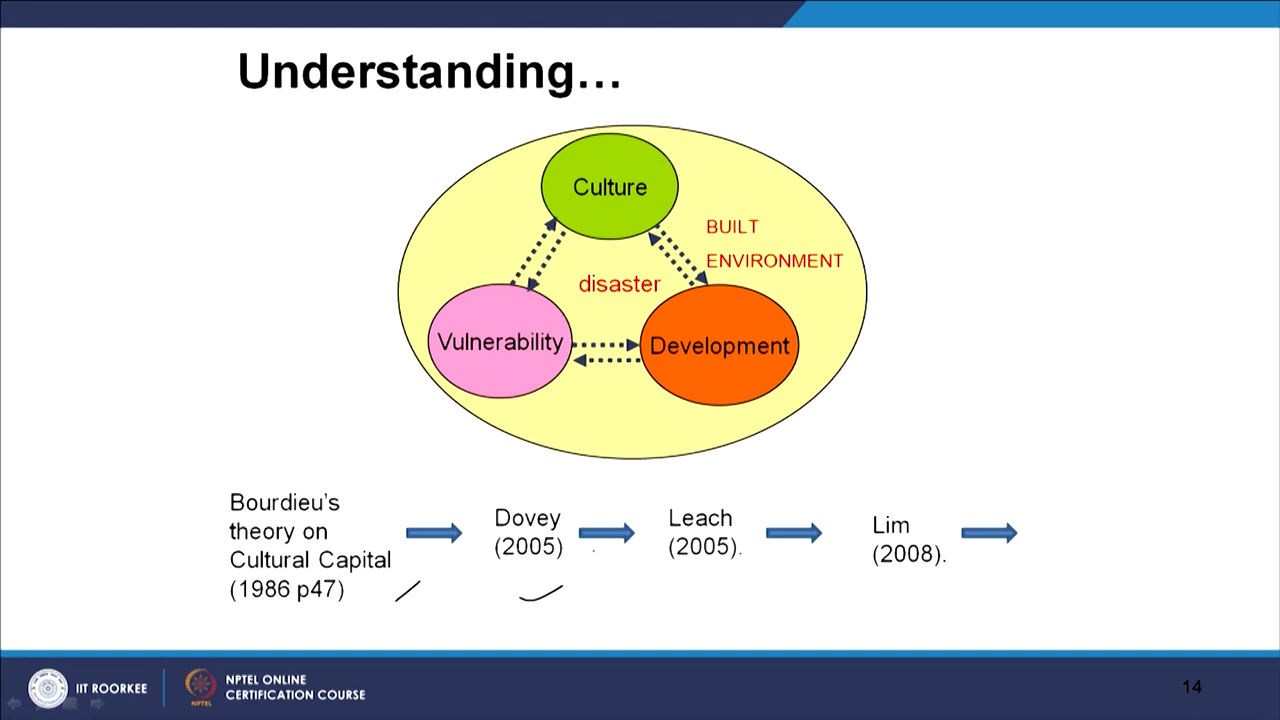 Understanding…
Culture
BUILT
ENVIRONMENT
disaster
Vulnerability
Development
Bourdieu's
theory on
Cultural Capital
(1986 p47)
Dovey
(2005)
Leach
(2005).
Lim
(2008).
IIT ROORKEE
NPTEL
NPTEL ONLINE
CERTIFICATION COURSE
14